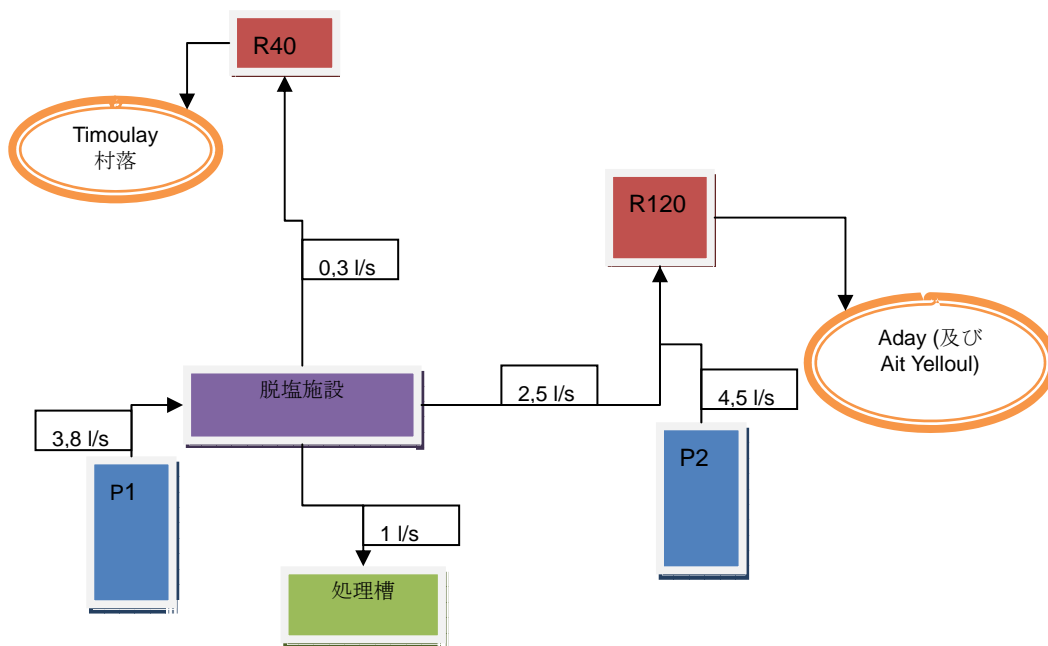 R40
Timoulay
村落
R120
0,3 l/s
Aday (及び
Ait Yelloul)
脱塩施設
2,5 l/s
4,5 l/s
3,8 l/s
P2
P1
1 l/s
処理槽